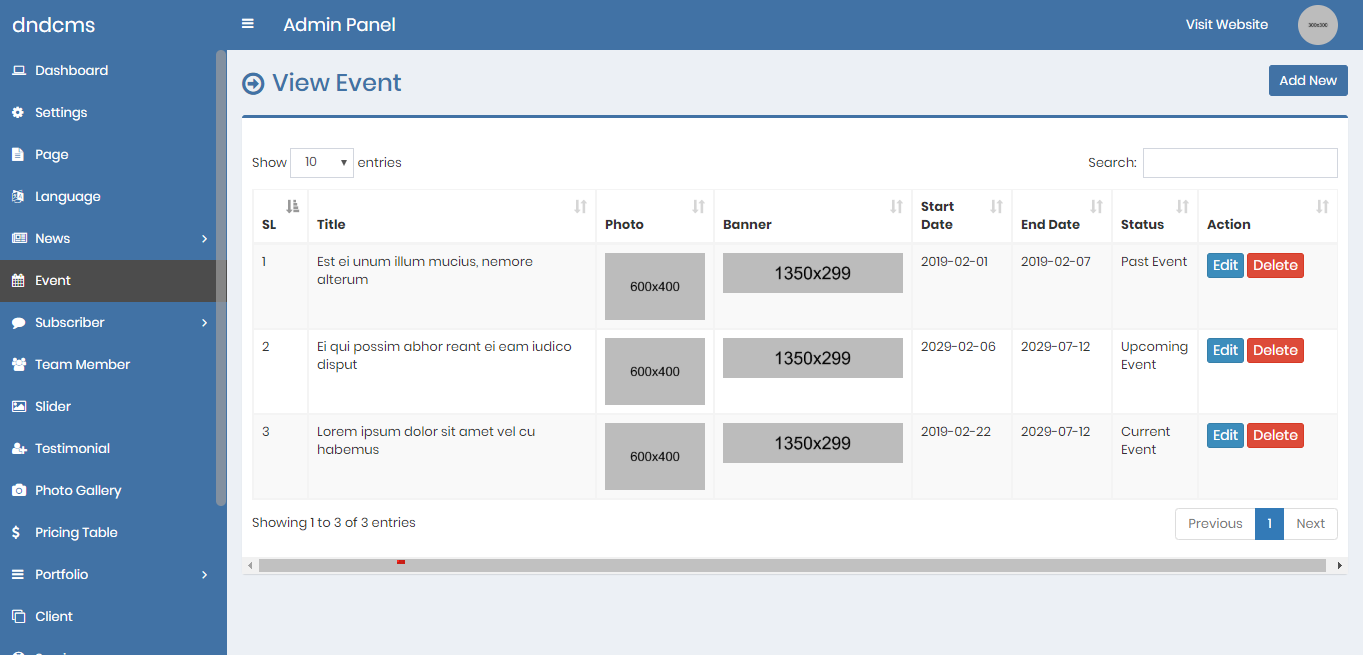 dndcms
Admin Panel
Visit Website
300x300
Dashboard
Settings
Page
Language
News
Event
Subscriber
Team Member
Slider
Testimonial
Photo Gallery
Pricing Table
Portfolio
Client
View Event
Add New
Show 10 entries
Search:
SL Title Photo Banner Start Date End Date Status Action
1 Est ei unum illum mucius, nemore alterum 600x400 1350x299 2019-02-01 2019-02-07 Past Event Edit Delete
2 Ei qui possim abhor reant ei eam iudico disput 600x400 1350x299 2029-02-06 2029-07-12 Upcoming Event Edit Delete
3 Lorem ipsum dolor sit amet vel cu habemus 600x400 1350x299 2019-02-22 2029-07-12 Current Event Edit Delete
Showing 1 to 3 of 3 entries
Previous 1 Next